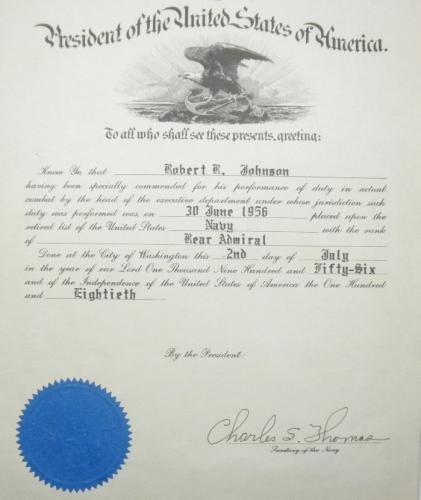 President of the United States of America.
To all who shall see these presents, greeting:
Know Ye, that Robert R. Johnson
having been specially commended for his performance of duty in actual
combat by the head of the executive department under whose jurisdiction such
duty was performed was on 30 June 1956 placed upon the
retired list of the United States Navy with the rank
of Rear Admiral
Done at the City of Washington this 2nd day of July
in the year of our Lord One Thousand Nine Hundred and Fifty-Six
and of the Independence of the United States of America the One Hundred
and Eightieth
By the President:
Charles S. Thomas
Secretary of the Navy